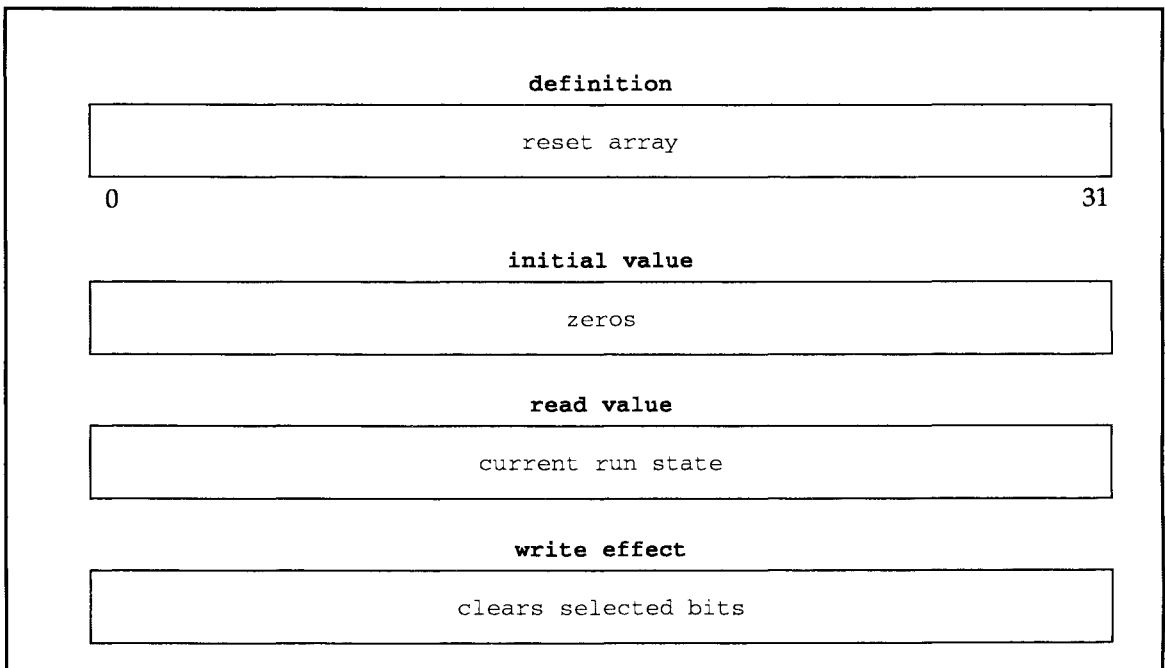 definition
reset array
0 31
initial value
zeros
read value
current run state
write effect
clears selected bits